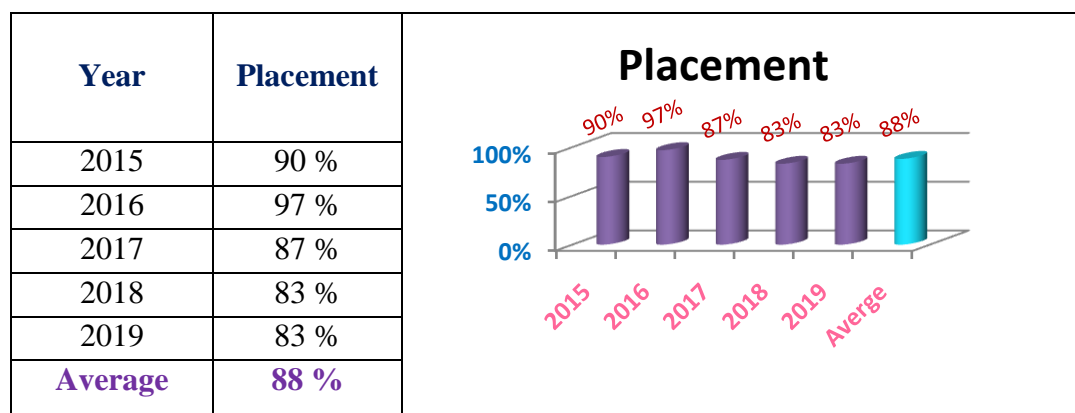 Year Placement
2015 90 %
2016 97 %
2017 87 %
2018 83 %
2019 83 %
Average 88 %
Placement
90% 97% 87% 83% 83% 88%
100%
50%
0%
2015 2016 2017 2018 2019 Averge